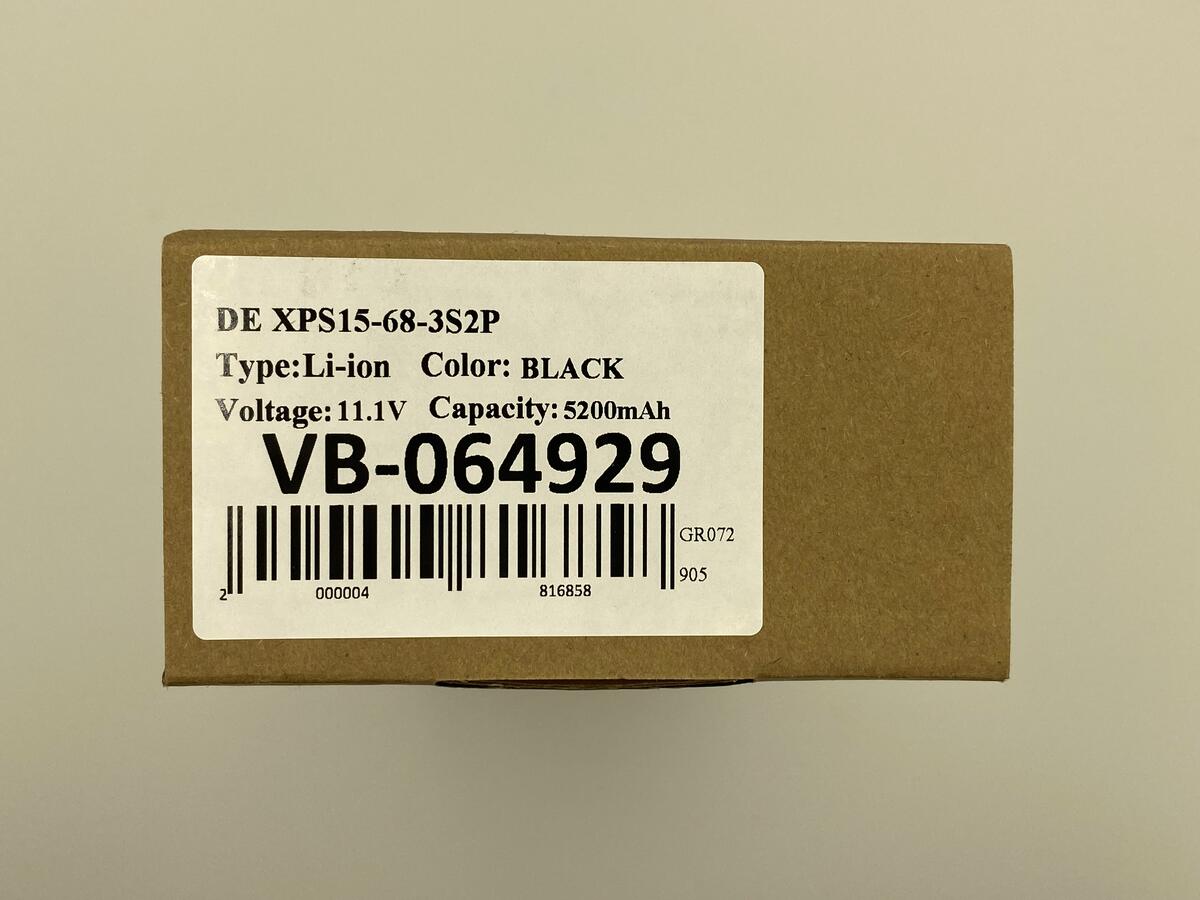 DE XPS15-68-3S2P
Type:Li-ion Color: BLACK
Voltage: 11.1V Capacity: 5200mAh
VB-064929
GR072
905
2 000004 816858